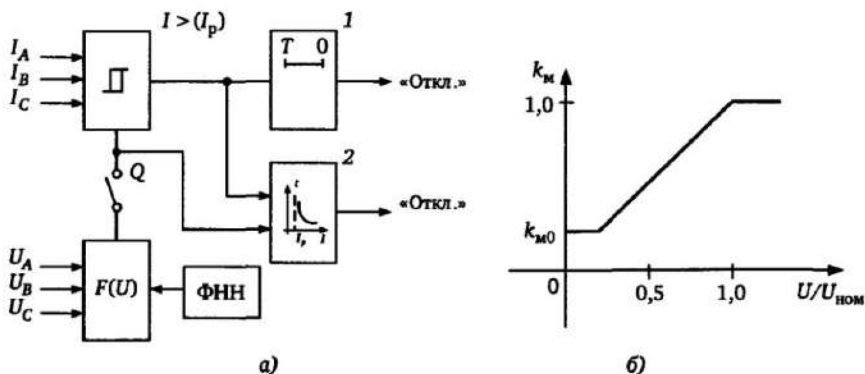 I > (Iр)
1
IA
IB
IC
T 0
«Откл.»
Q
2
t
Iр I
«Откл.»
UA
UB
UC
F(U)
ФНН
а)
kм
1,0
kм0
0
0,5
1,0
U/Uном
б)